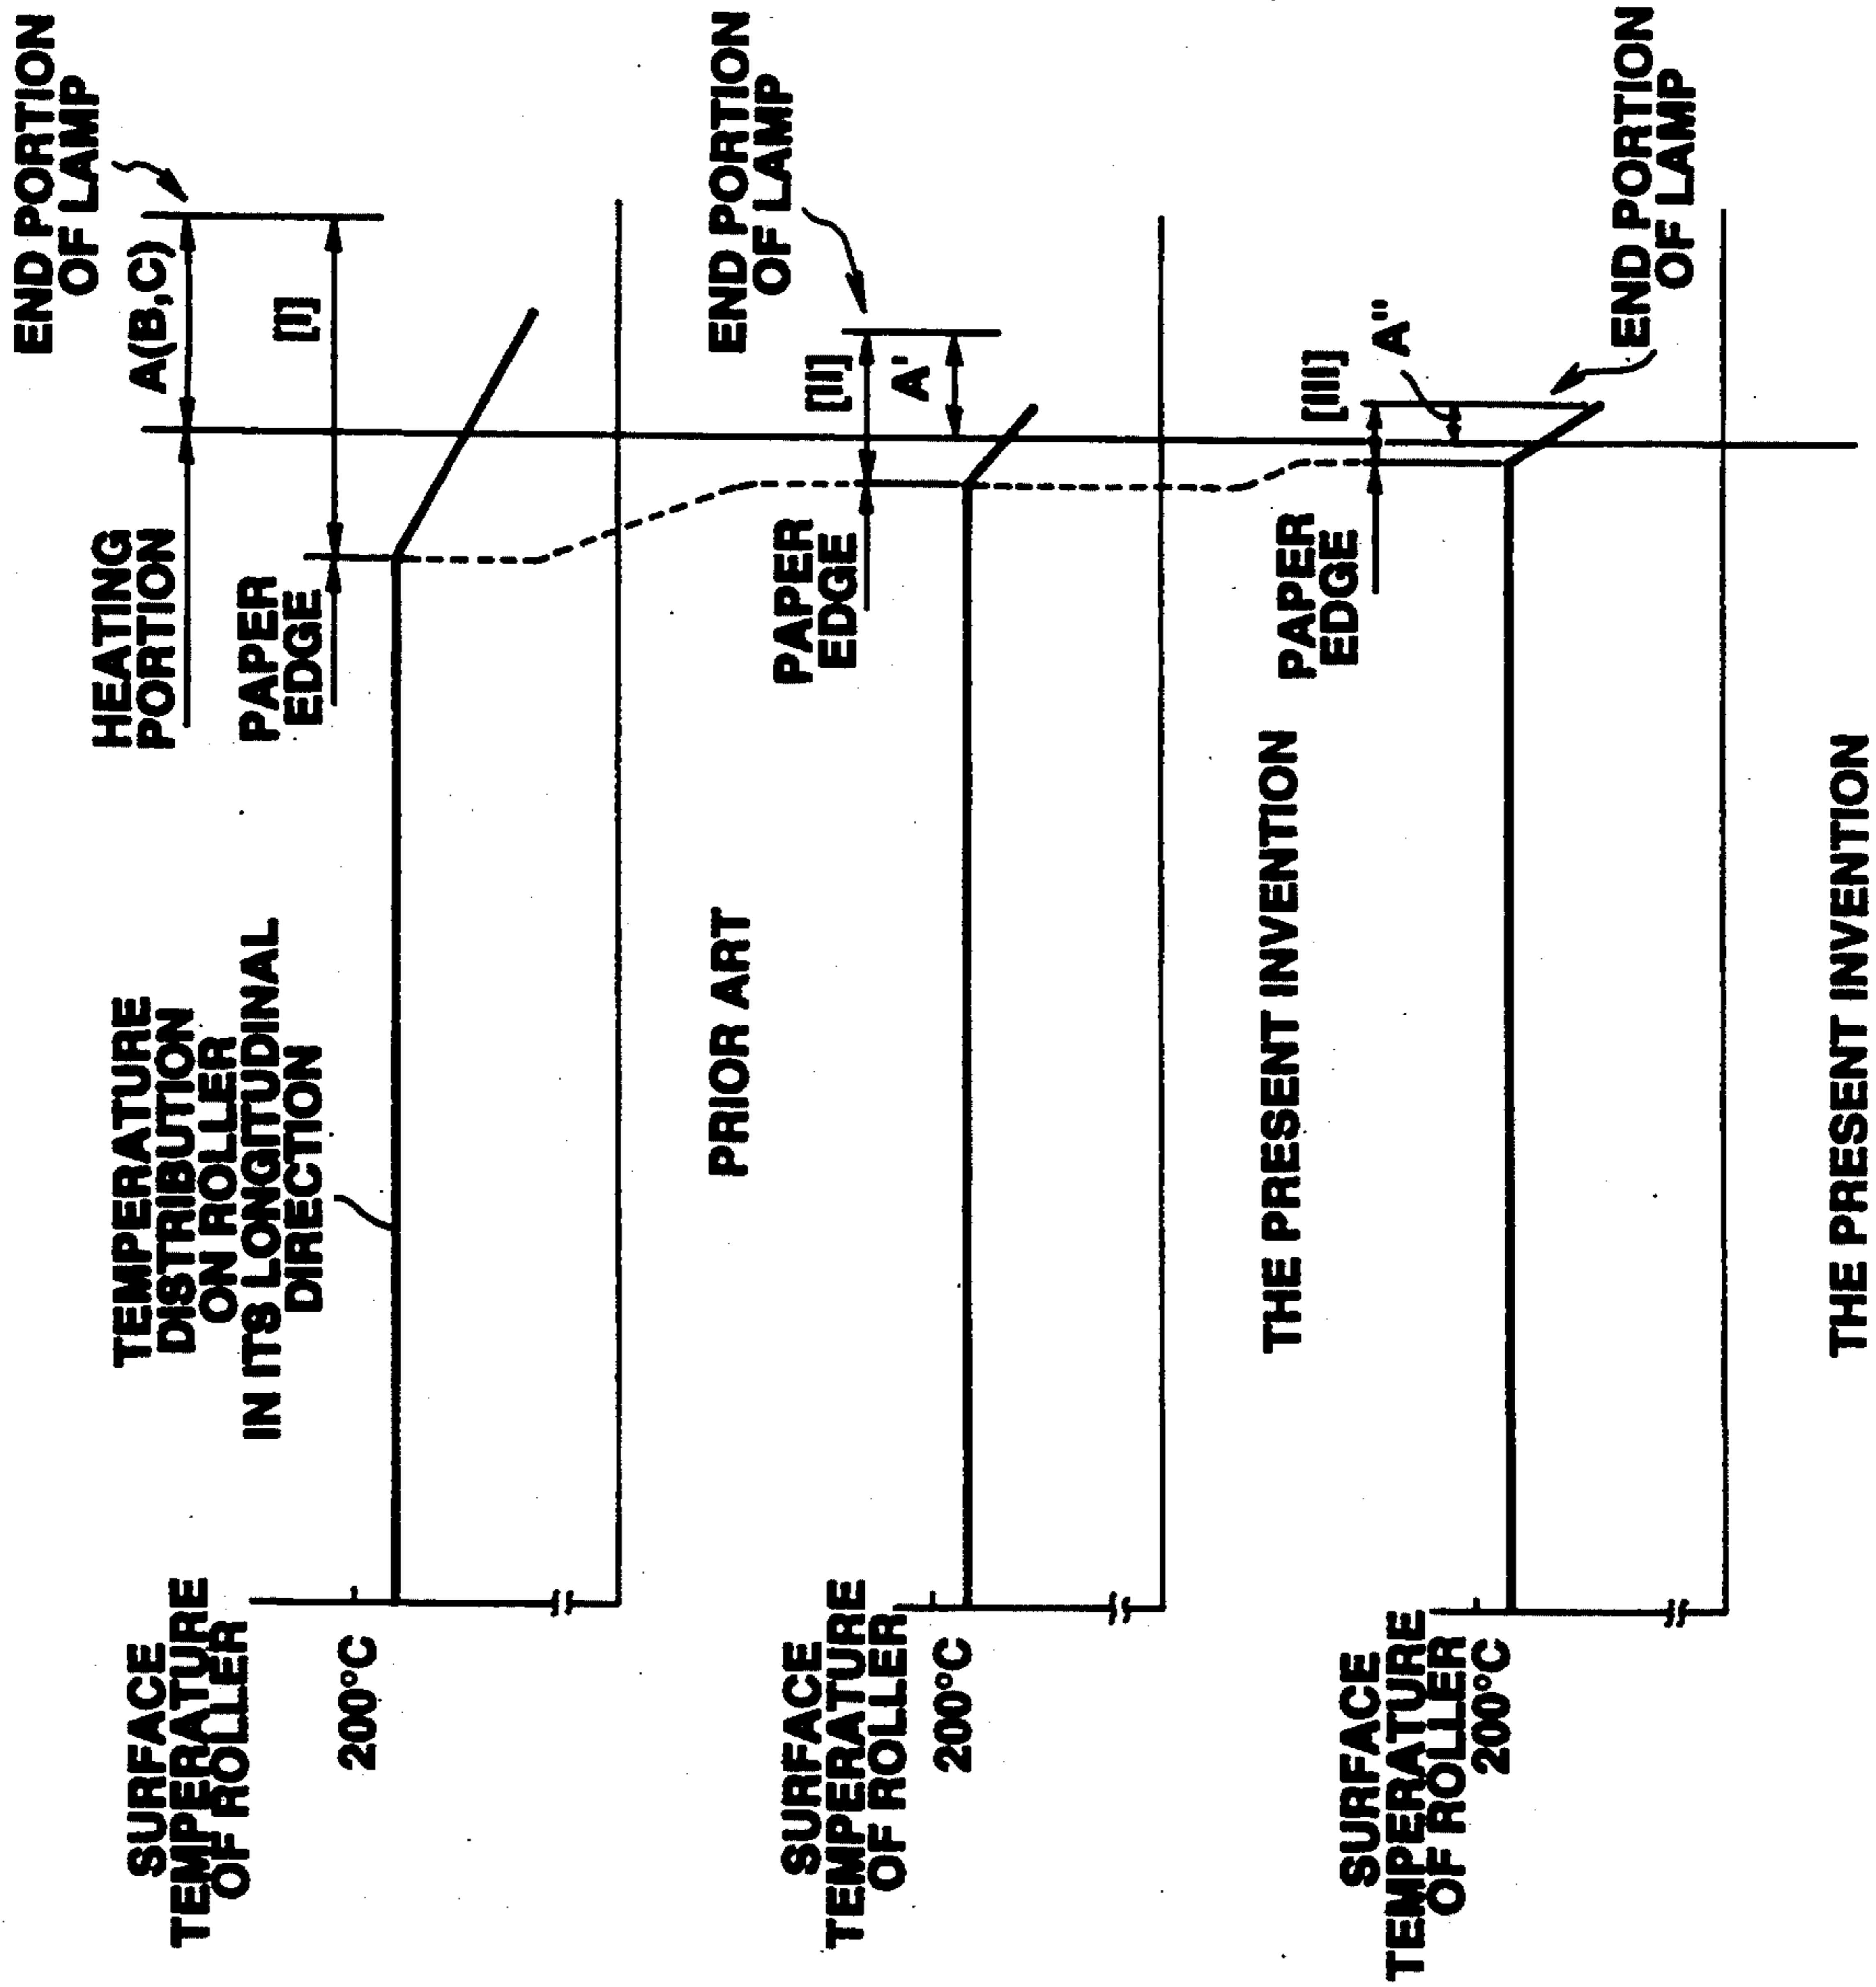 END PORTION
OF LAMP
A(B,C)
[I]
HEATING
PORTION
PAPER
EDGE
TEMPERATURE
DISTRIBUTION
ON ROLLER
IN ITS LONGITUDINAL
DIRECTION
SURFACE
TEMPERATURE
OF ROLLER
200°C
PRIOR ART
END PORTION
OF LAMP
[II]
A'
PAPER
EDGE
SURFACE
TEMPERATURE
OF ROLLER
200°C
THE PRESENT INVENTION
[III]
A"
END PORTION
OF LAMP
PAPER
EDGE
SURFACE
TEMPERATURE
OF ROLLER
200°C
THE PRESENT INVENTION